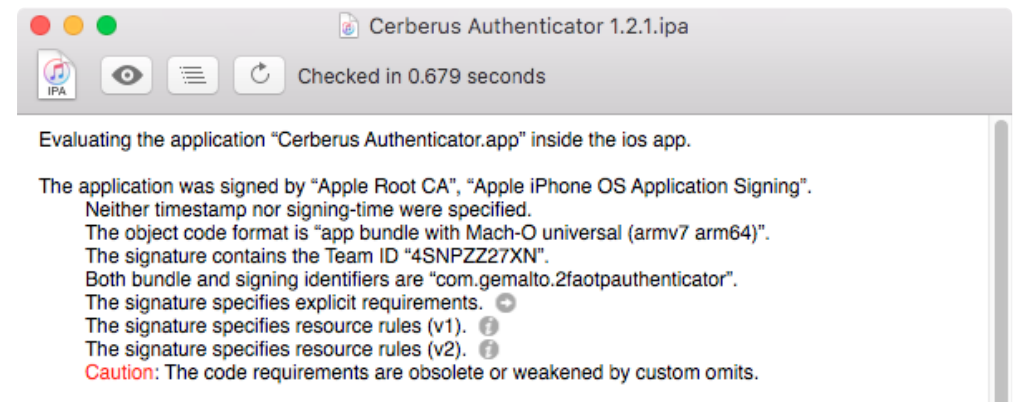 Cerberus Authenticator 1.2.1.ipa
IPA
Checked in 0.679 seconds
Evaluating the application “Cerberus Authenticator.app” inside the ios app.
The application was signed by “Apple Root CA”, “Apple iPhone OS Application Signing”.
Neither timestamp nor signing-time were specified.
The object code format is “app bundle with Mach-O universal (armv7 arm64)”.
The signature contains the Team ID “4SNPZZ27XN”.
Both bundle and signing identifiers are “com.gemalto.2faotpauthenticator”.
The signature specifies explicit requirements.
The signature specifies resource rules (v1).
The signature specifies resource rules (v2).
Caution: The code requirements are obsolete or weakened by custom omits.